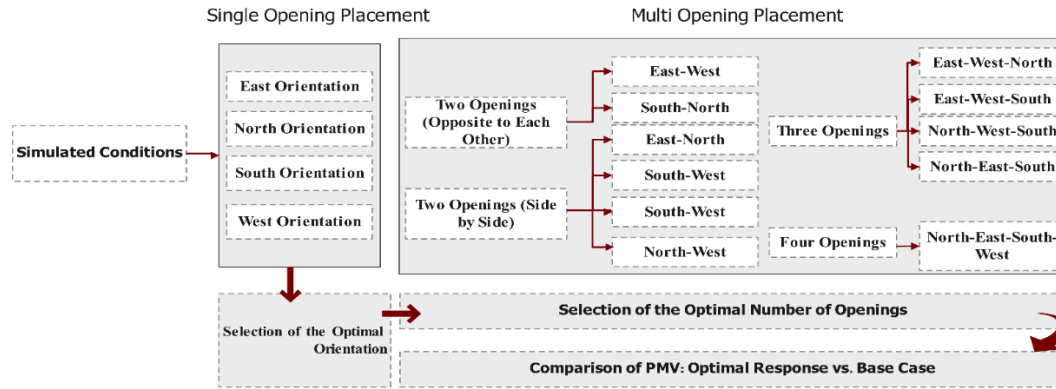 Single Opening Placement
Multi Opening Placement
Simulated Conditions
East Orientation
North Orientation
South Orientation
West Orientation
Two Openings
(Opposite to Each
Other)
Two Openings (Side
by Side)
East-West
South-North
East-North
South-West
South-West
North-West
Three Openings
Four Openings
East-West-North
East-West-South
North-West-South
North-East-South
North-East-South-
West
Selection of the Optimal
Orientation
Selection of the Optimal Number of Openings
Comparison of PMV: Optimal Response vs. Base Case